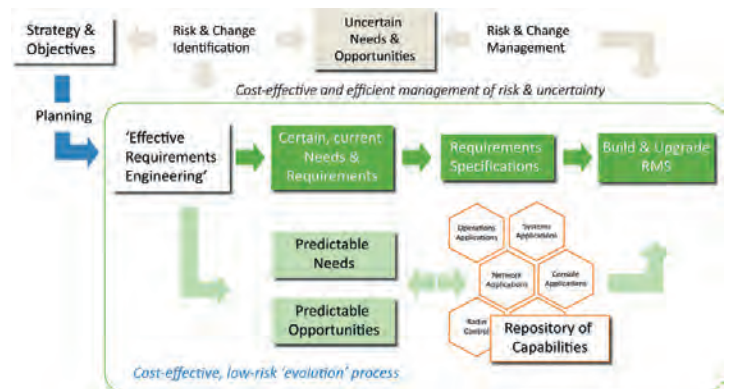 Strategy &
Objectives
Risk & Change
Identification
Uncertain
Needs &
Opportunities
Risk & Change
Management
Cost-effective and efficient management of risk & uncertainty
Planning
'Effective
Requirements
Engineering'
Certain, current
Needs &
Requirements
Requirements
Specifications
Build & Upgrade
RMS
Predictable
Needs
Predictable
Opportunities
Operations
Applications
Systems
Applications
Network
Applications
Console
Applications
Control
Repository of
Capabilities
Cost-effective, low-risk 'evolution' process